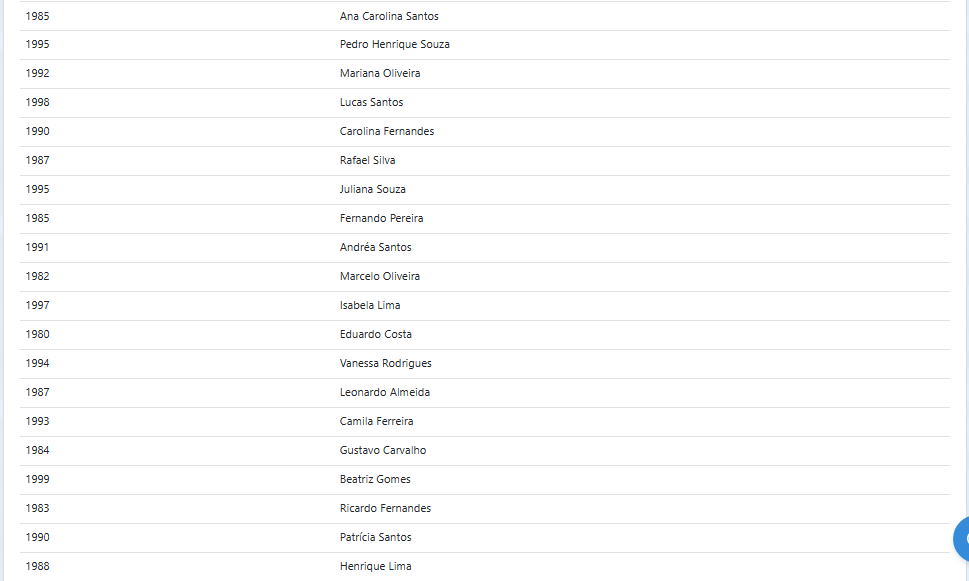 1985 Ana Carolina Santos
1995 Pedro Henrique Souza
1992 Mariana Oliveira
1998 Lucas Santos
1990 Carolina Fernandes
1987 Rafael Silva
1995 Juliana Souza
1985 Fernando Pereira
1991 Andréa Santos
1982 Marcelo Oliveira
1997 Isabela Lima
1980 Eduardo Costa
1994 Vanessa Rodrigues
1987 Leonardo Almeida
1993 Camila Ferreira
1984 Gustavo Carvalho
1999 Beatriz Gomes
1983 Ricardo Fernandes
1990 Patrícia Santos
1988 Henrique Lima